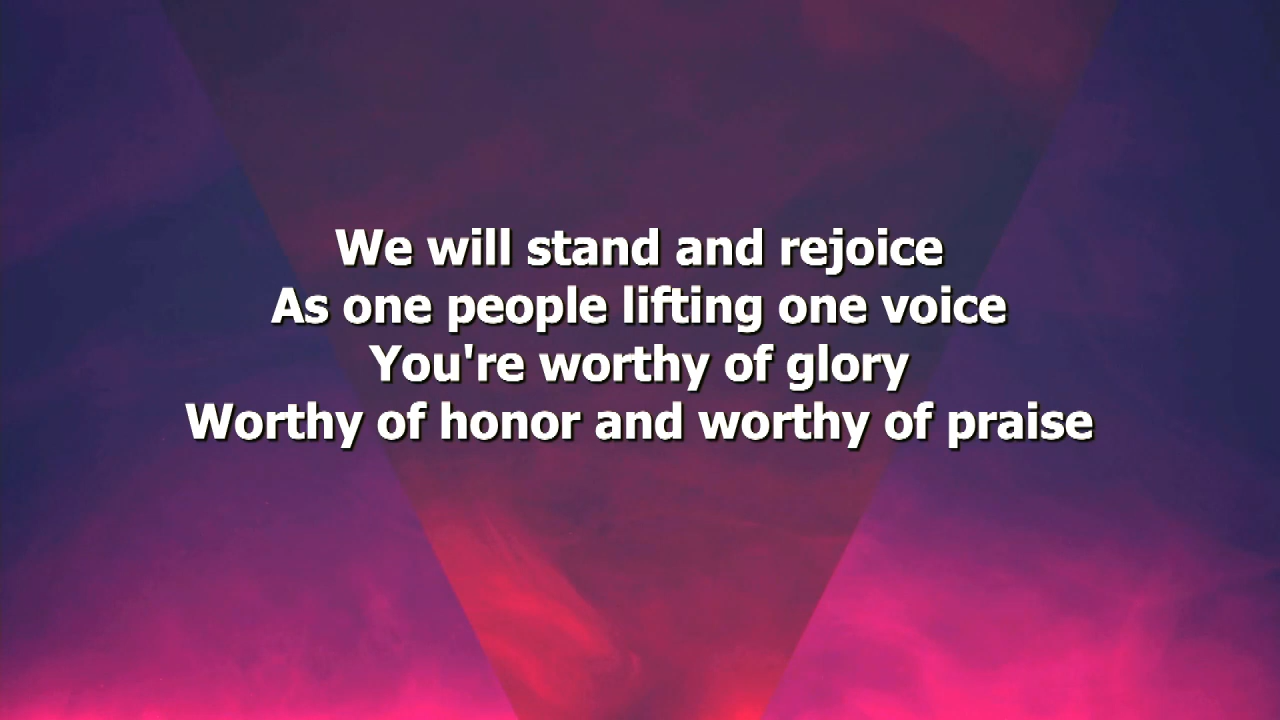 We will stand and rejoice
As one people lifting one voice
You're worthy of glory
Worthy of honor and worthy of praise